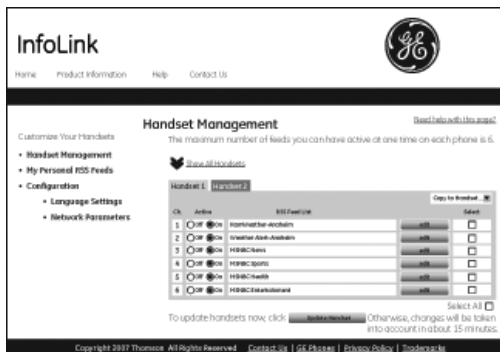 InfoLink
Home Product Information Help Contact Us
Customize Your Handsets
• Handset Management
• My Personal RSS Feeds
• Configuration
• Language Settings
• Network Parameters
Handset Management
Need help with this page?
The maximum number of feeds you can have active at one time on each phone is 6.
Show All Handsets
Handset 1 Handset 2
Copy to Handset...
Ch. Active RSS Feed List Select
1 Off On HamWeather-Anaheim edit
2 Off On Weather Alert-Anaheim edit
3 Off On MSNBC News edit
4 Off On MSNBC Sports edit
5 Off On MSNBC Health edit
6 Off On MSNBC Entertainment edit
Select All
To update handsets now, click Update Handset Otherwise, changes will be taken
into account in about 15 minutes.
Copyright 2007 Thomson All Rights Reserved Contact Us | GE Phones | Privacy Policy | Trademarks